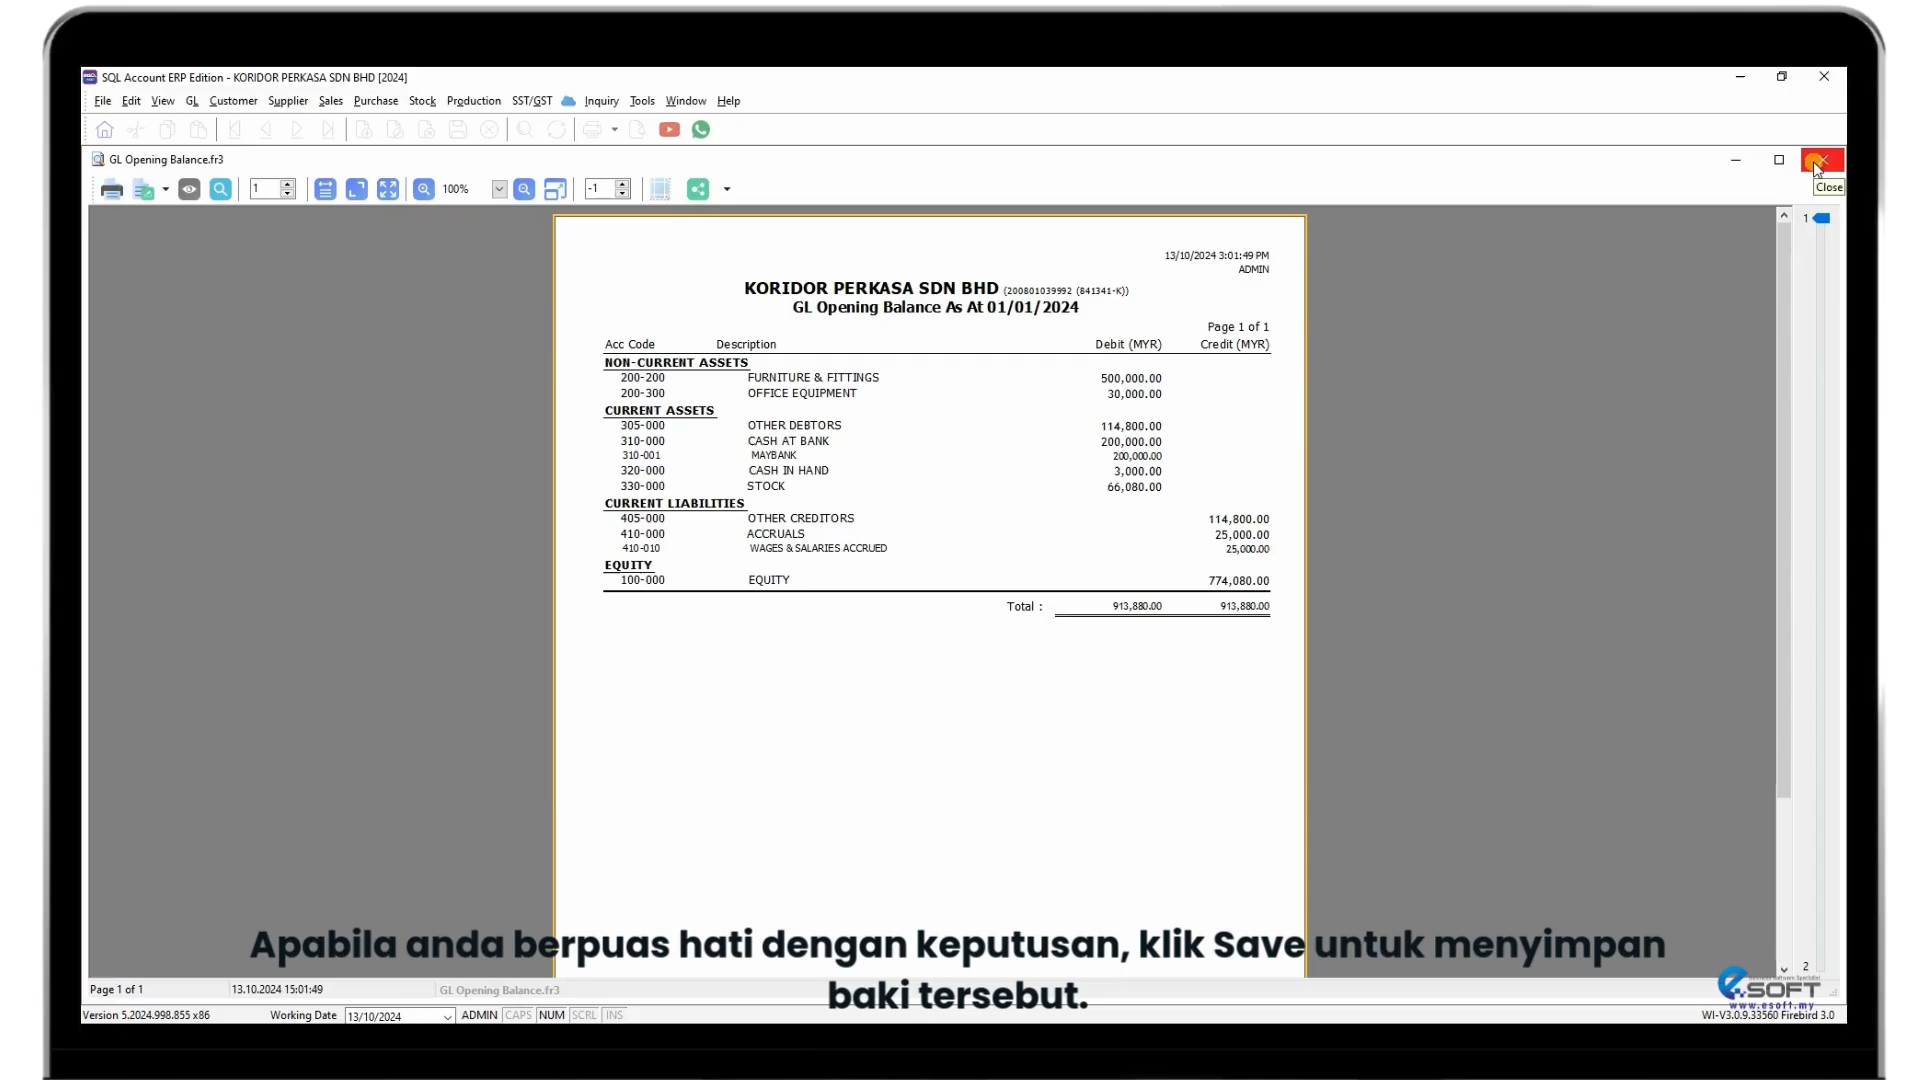 SQL Account ERP Edition - KORIDOR PERKASA SDN BHD [2024]
File Edit View GL Customer Supplier Sales Purchase Stock Production SST/GST Inquiry Tools Window Help
GL Opening Balance.fr3
1 100% -1
Close
1
13/10/2024 3:01:49 PM
ADMIN
KORIDOR PERKASA SDN BHD (200801039992 (841341-K))
GL Opening Balance As At 01/01/2024
Page 1 of 1
Acc Code Description Debit (MYR) Credit (MYR)
NON-CURRENT ASSETS
200-200 FURNITURE & FITTINGS 500,000.00
200-300 OFFICE EQUIPMENT 30,000.00
CURRENT ASSETS
305-000 OTHER DEBTORS 114,800.00
310-000 CASH AT BANK 200,000.00
310-001 MAYBANK 200,000.00
320-000 CASH IN HAND 3,000.00
330-000 STOCK 66,080.00
CURRENT LIABILITIES
405-000 OTHER CREDITORS 114,800.00
410-000 ACCRUALS 25,000.00
410-010 WAGES & SALARIES ACCRUED 25,000.00
EQUITY
100-000 EQUITY 774,080.00
Total : 913,880.00 913,880.00
Apabila anda berpuas hati dengan keputusan, klik Save untuk menyimpan
baki tersebut.
2
e.SOFT
www.esoft.my
Page 1 of 1 13.10.2024 15:01:49 GL Opening Balance.fr3
Version 5.2024.998.855 x86 Working Date 13/10/2024 ADMIN CAPS NUM SCRL INS WI-V3.0.9.33560 Firebird 3.0